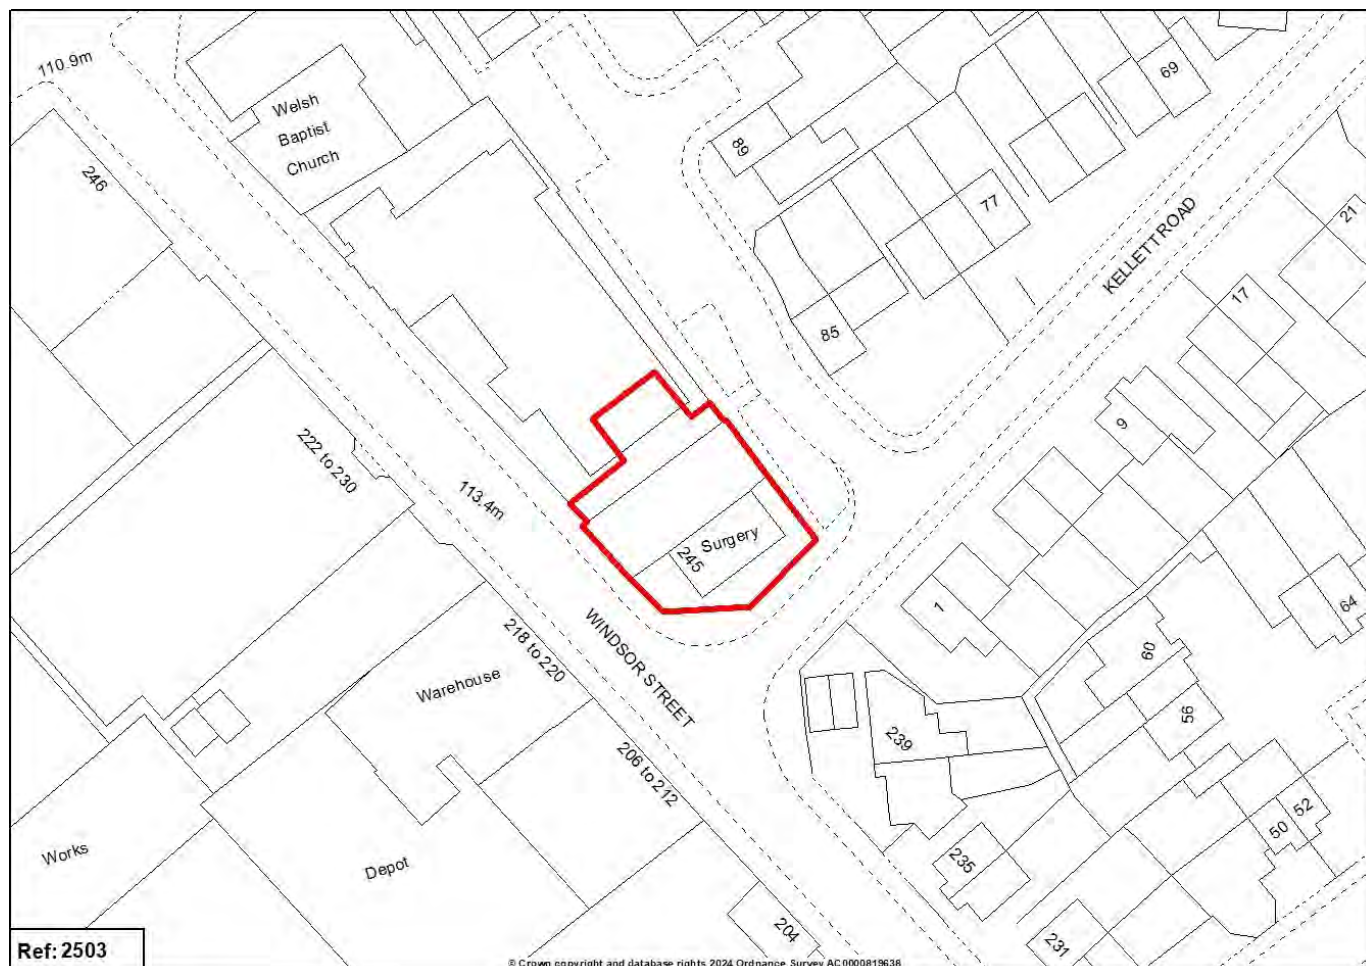 110.9m
Welsh
Baptist
Church
246
89
69
77
KELLETT ROAD
21
85
17
9
222 to 230
113.4m
Surgery
245
1
64
60
56
WINDSOR STREET
218 to 220
Warehouse
239
206 to 212
52
50
Works
Depot
235
204
231
Ref: 2503
© Crown copyright and database rights 2024 Ordnance Survey AC0000819636